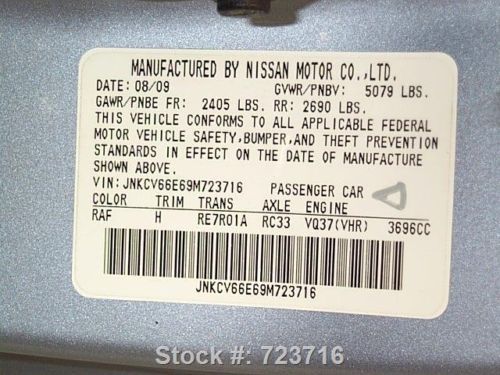 MANUFACTURED BY NISSAN MOTOR CO.,LTD.
DATE: 08/09 GVWR/PNBV: 5079 LBS.
GAWR/PNBE FR: 2405 LBS. RR: 2690 LBS.
THIS VEHICLE CONFORMS TO ALL APPLICABLE FEDERAL
MOTOR VEHICLE SAFETY,BUMPER,AND THEFT PREVENTION
STANDARDS IN EFFECT ON THE DATE OF MANUFACTURE
SHOWN ABOVE.
VIN: JNKCV66E69M723716 PASSENGER CAR
COLOR TRIM TRANS AXLE ENGINE
RAF H RE7R01A RC33 VQ37(VHR) 3696CC
JNKCV66E69M723716
Stock #: 723716